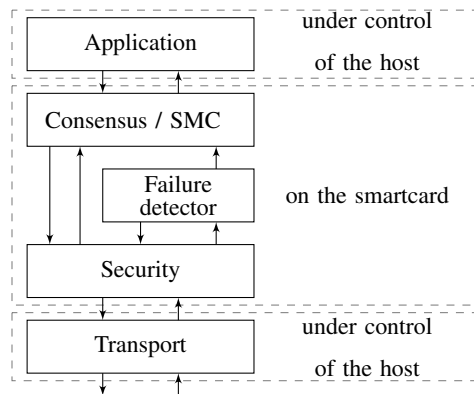 under control
Application
of the host
Consensus / SMC
Failure
detector
on the smartcard
Security
under control
Transport
of the host